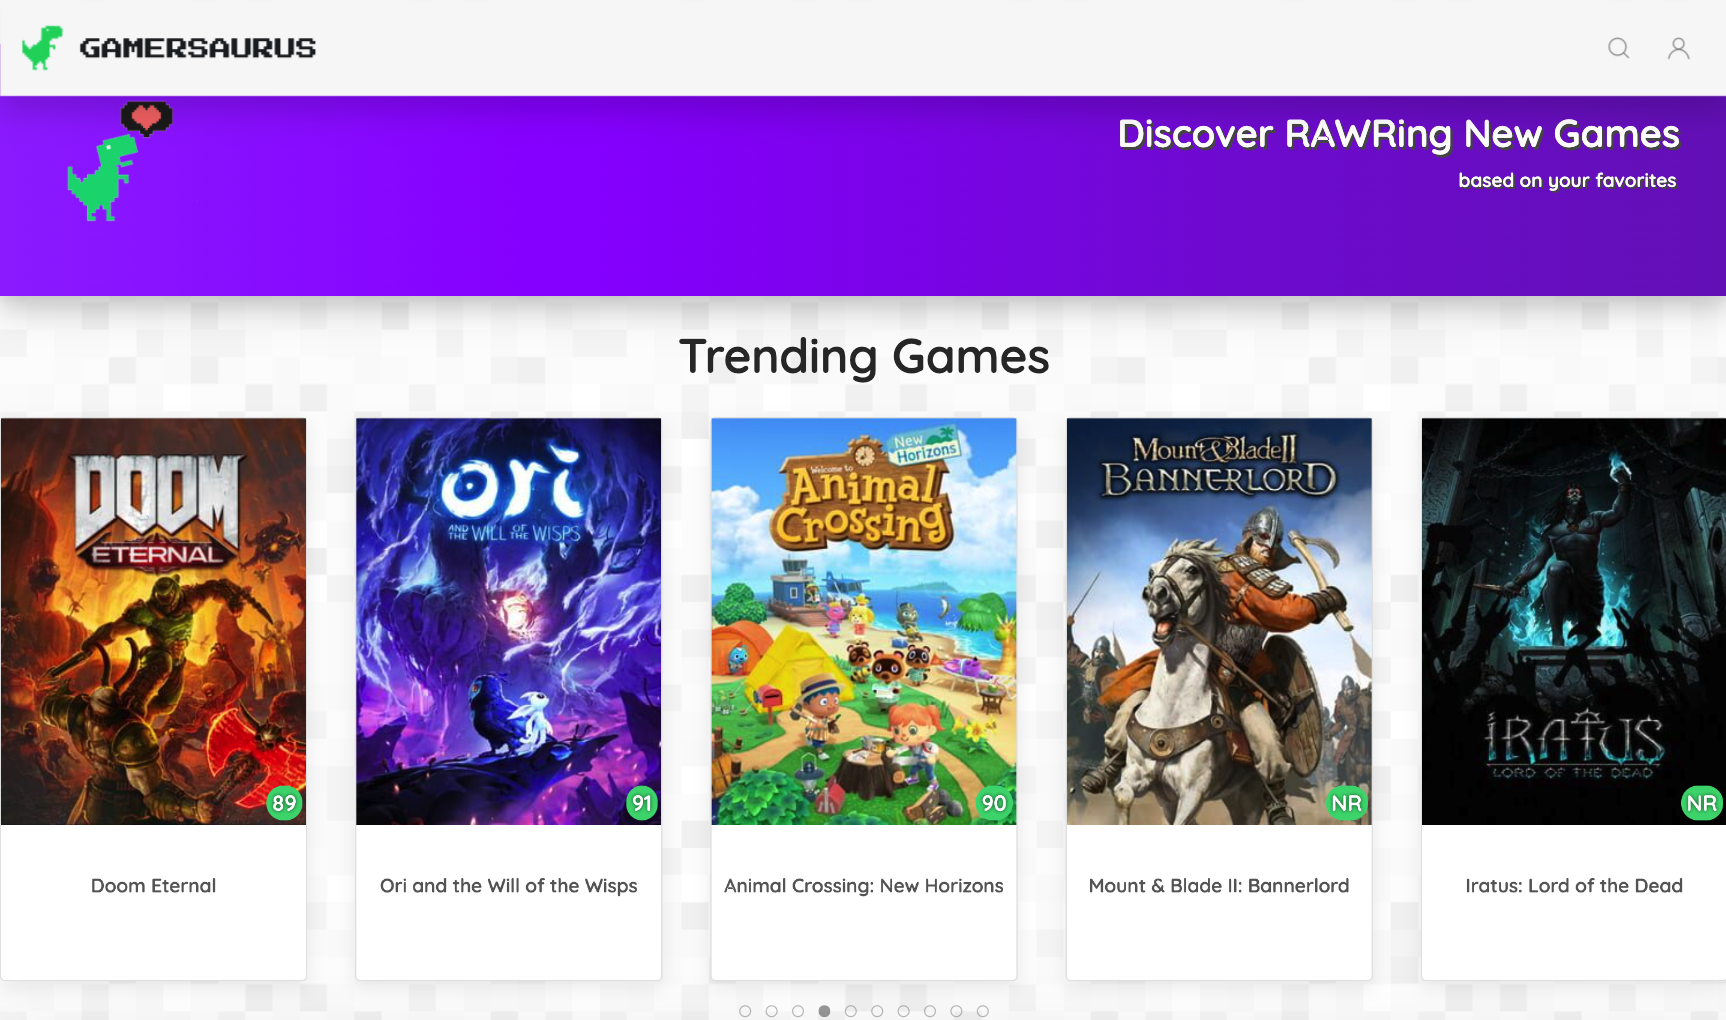 GAMERSAURUS
Discover RAWRing New Games
based on your favorites
Trending Games
DOOM
ETERNAL
89
Doom Eternal
ori
AND THE WILL OF THE WISPS
91
Ori and the Will of the Wisps
New
Horizons
Welcome to
Animal
Crossing
90
Animal Crossing: New Horizons
Mount & Blade II
BANNERLORD
NR
Mount & Blade II: Bannerlord
IRATUS
LORD OF THE DEAD
NR
Iratus: Lord of the Dead